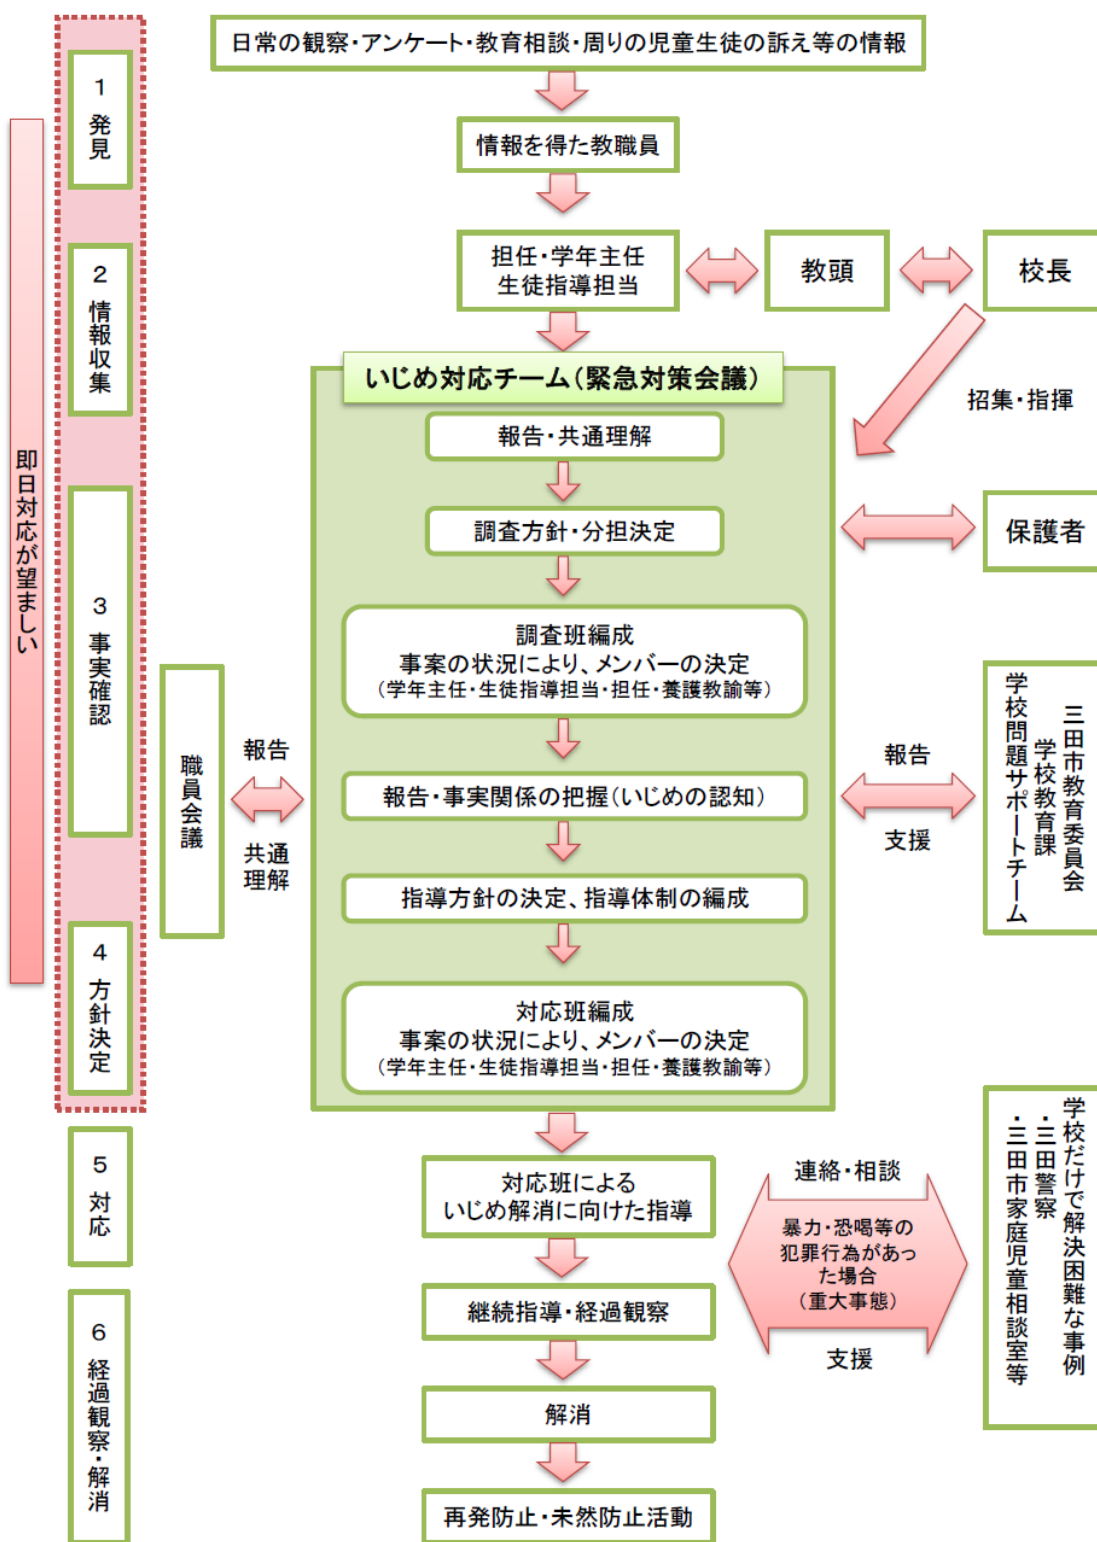 日常の観察・アンケート・教育相談・周りの児童生徒の訴え等の情報
1 発見
情報を得た教職員
担任・学年主任
生徒指導担当
教頭
校長
2 情報収集
招集・指揮
いじめ対応チーム(緊急対策会議)
報告・共通理解
即日対応が望ましい
調査方針・分担決定
保護者
3 事実確認
調査班編成
事案の状況により、メンバーの決定
(学年主任・生徒指導担当・担任・養護教諭等)
職員会議
報告
共通
理解
報告・事実関係の把握(いじめの認知)
報告
支援
三田市教育委員会
学校教育課
学校問題サポートチーム
指導方針の決定、指導体制の編成
4 方針決定
対応班編成
事案の状況により、メンバーの決定
(学年主任・生徒指導担当・担任・養護教諭等)
5 対応
対応班による
いじめ解消に向けた指導
連絡・相談
暴力・恐喝等の
犯罪行為があっ
た場合
(重大事態)
支援
学校だけで解決困難な事例
・三田警察
・三田市家庭児童相談室等
継続指導・経過観察
6 経過観察・解消
解消
再発防止・未然防止活動